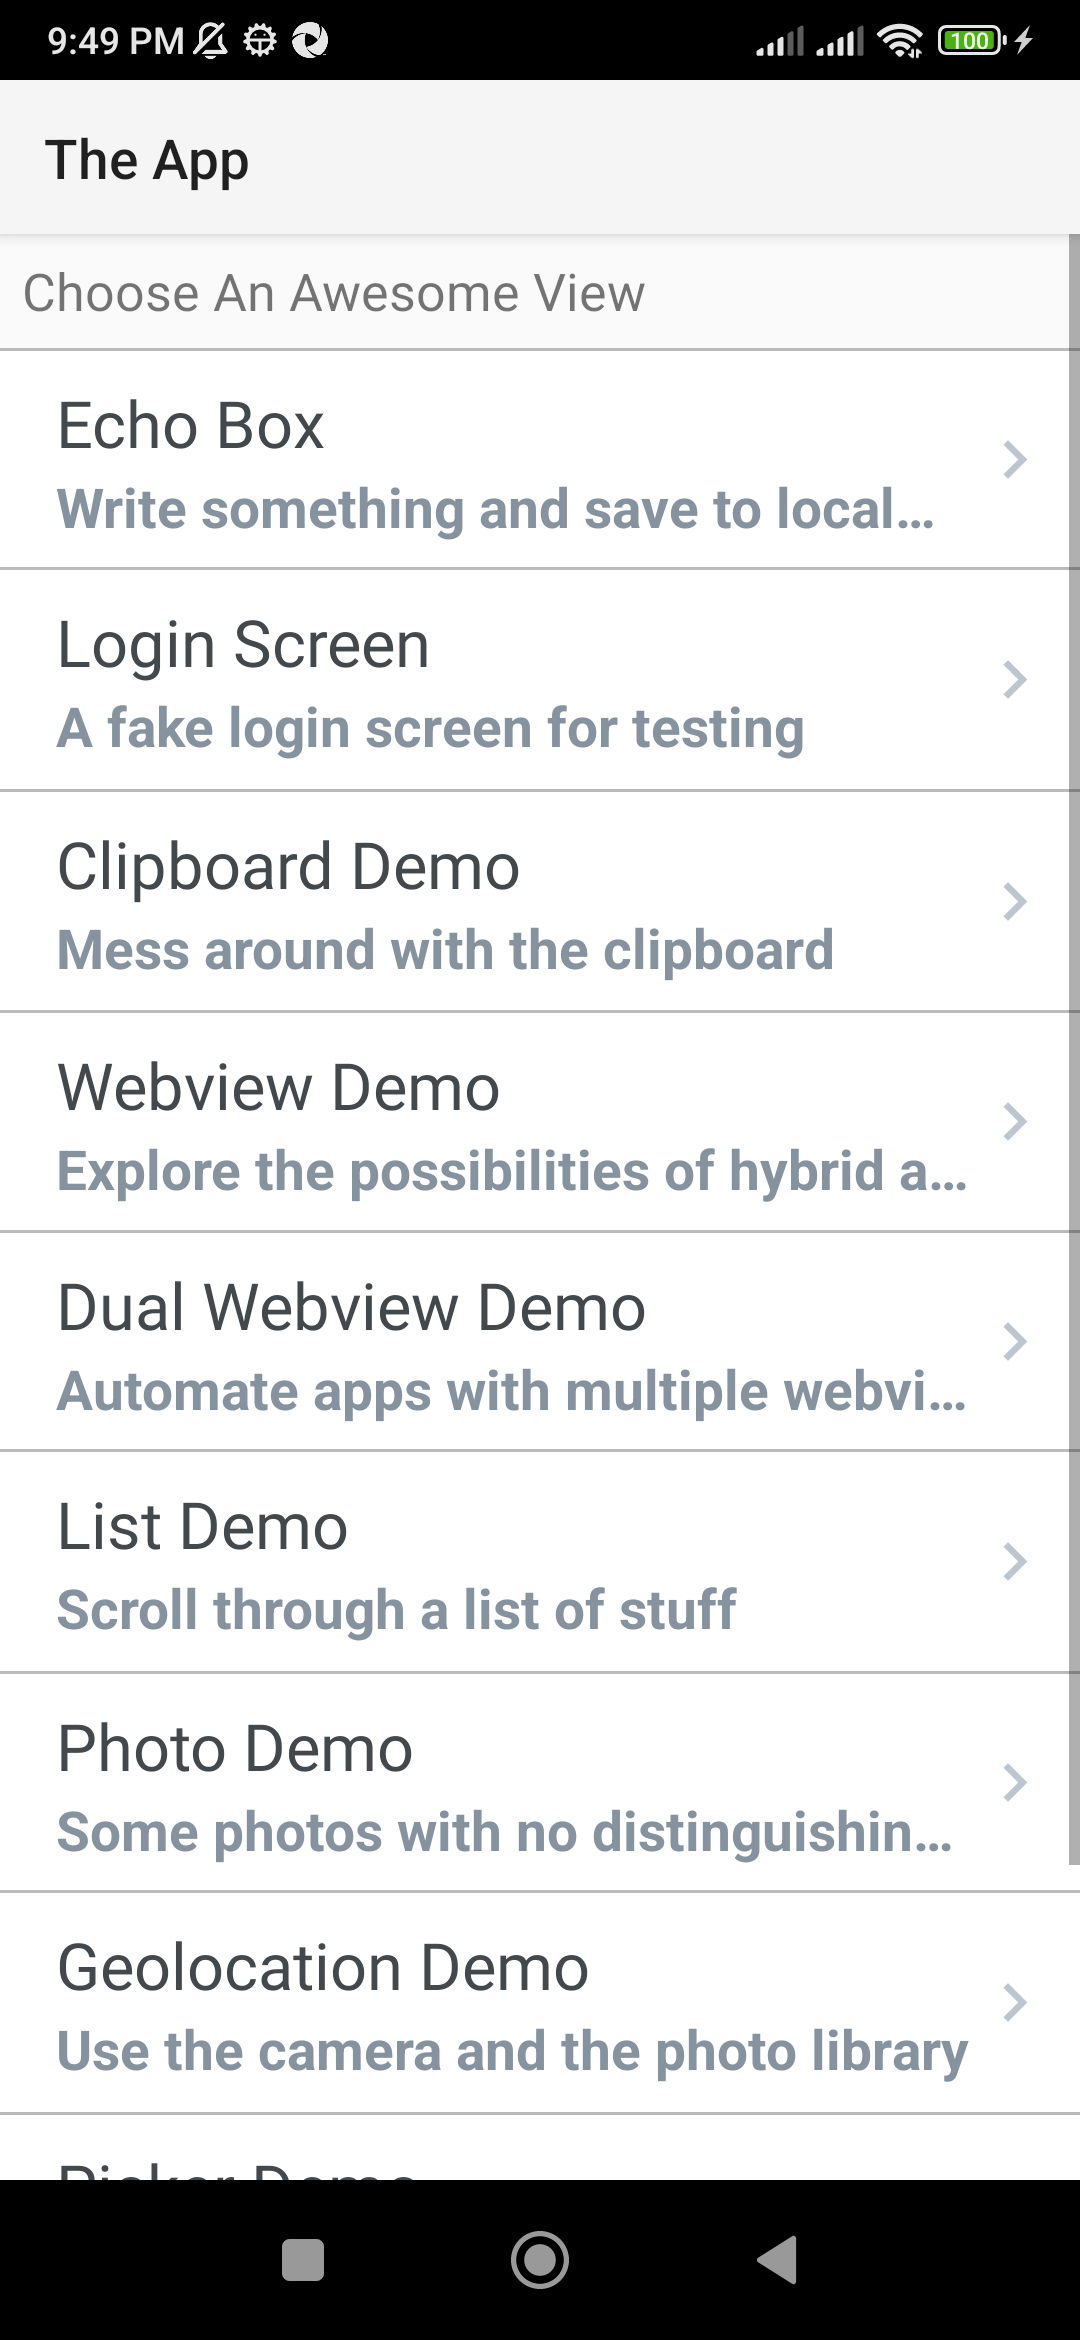 9:49 PM
100
The App
Choose An Awesome View
Echo Box
Write something and save to local...
Login Screen
A fake login screen for testing
Clipboard Demo
Mess around with the clipboard
Webview Demo
Explore the possibilities of hybrid a...
Dual Webview Demo
Automate apps with multiple webvi...
List Demo
Scroll through a list of stuff
Photo Demo
Some photos with no distinguishin...
Geolocation Demo
Use the camera and the photo library
Picker Demo